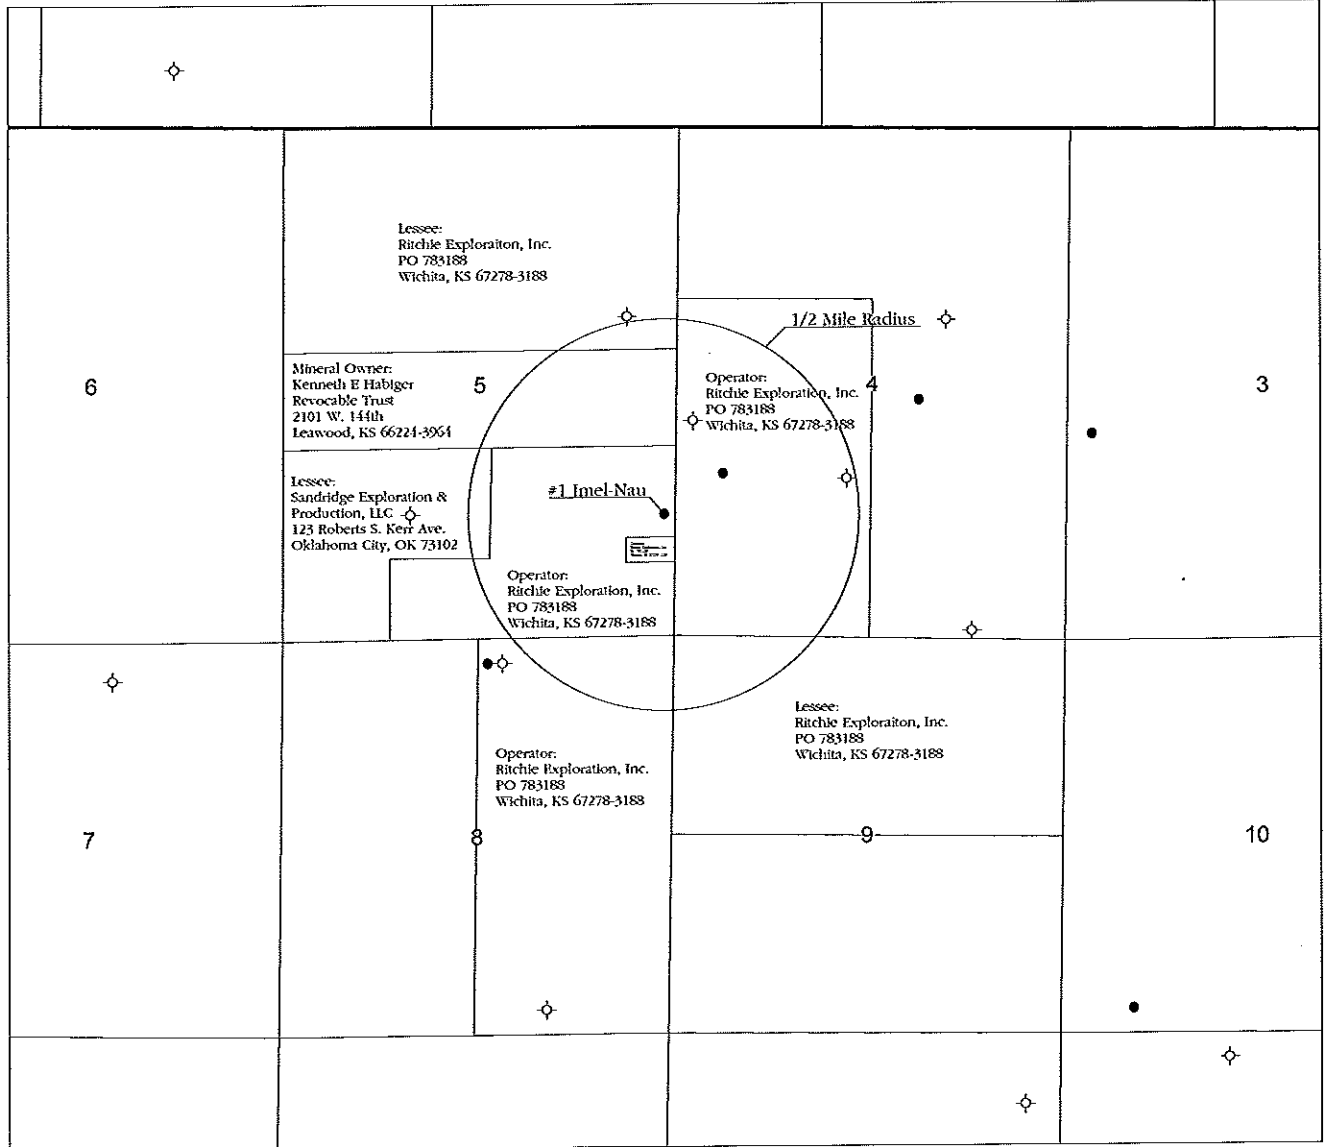 Lessee:
Ritchie Exploraiton, Inc.
PO 783188
Wichita, KS 67278-3188
1/2 Mile Radius
6
Mineral Owner:
Kenneth E Habiger
Revocable Trust
2101 W. 144th
Leawood, KS 66224-3964
5
Operator:
Ritchie Exploration, Inc.
PO 783188
Wichita, KS 67278-3188
4
3
Lessee:
Sandridge Exploration &
Production, LLC
123 Roberts S. Kerr Ave.
Oklahoma City, OK 73102
#1 Imel-Nau
Operator:
Ritchie Exploration, Inc.
PO 783188
Wichita, KS 67278-3188
Lessee:
Ritchie Exploraiton, Inc.
PO 783188
Wichita, KS 67278-3188
Operator:
Ritchie Exploration, Inc.
PO 783188
Wichita, KS 67278-3188
7
8
9
10